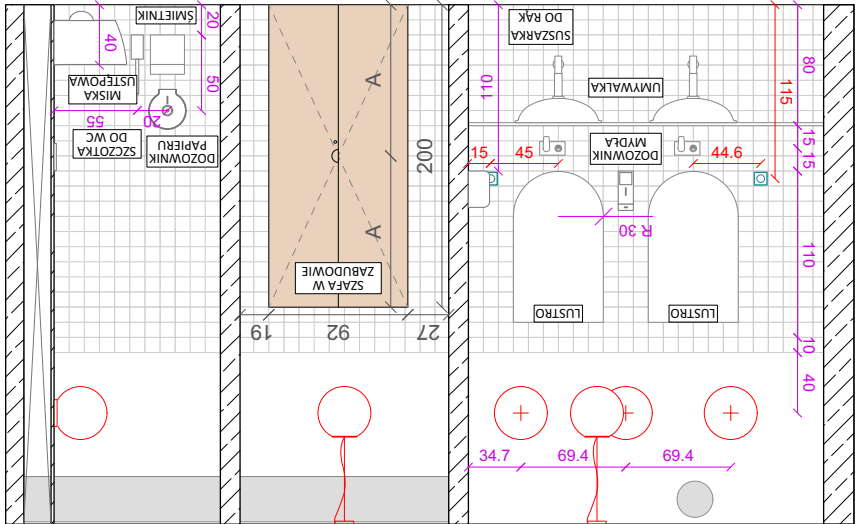 ŚMIETNIK
20
40
50
MISKA
USTĘPOWA
55
20
SZCZOTKA
DO WC
DOZOWNIK
PAPIERU
A
200
A
SZAFA W
ZABUDOWIE
19
92
27
SUSZARKA
DO RĄK
80
110
115
UMYWALKA
15
45
DOZOWNIK
MYDŁA
44.6
15
15
R 30
110
LUSTRO
LUSTRO
10
40
34.7
69.4
69.4